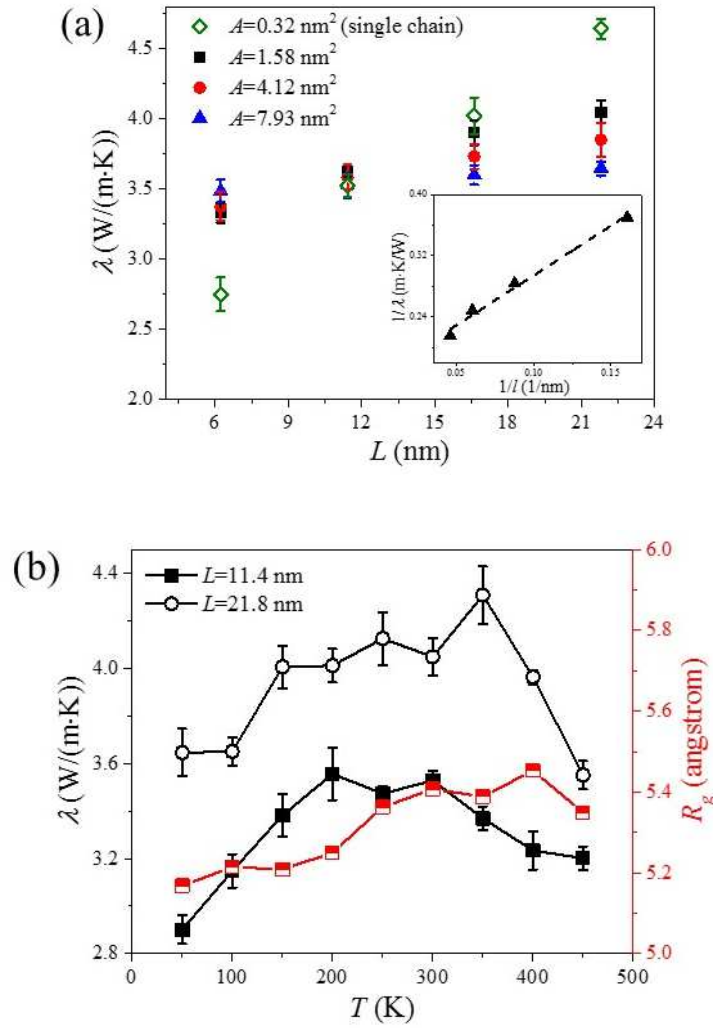 (a)
A=0.32 nm² (single chain)
A=1.58 nm²
A=4.12 nm²
A=7.93 nm²
4.5
4.0
3.5
3.0
2.5
2.0
λ (W/(m·K))
6 9 12 15 18 21 24
L (nm)
0.40
0.32
0.24
1/λ (m·K/W)
0.05 0.10 0.15
1/l (1/nm)
(b)
L=11.4 nm
L=21.8 nm
4.4
4.0
3.6
3.2
2.8
λ (W/(m·K))
6.0
5.8
5.6
5.4
5.2
5.0
R_g (angstrom)
0 100 200 300 400 500
T (K)